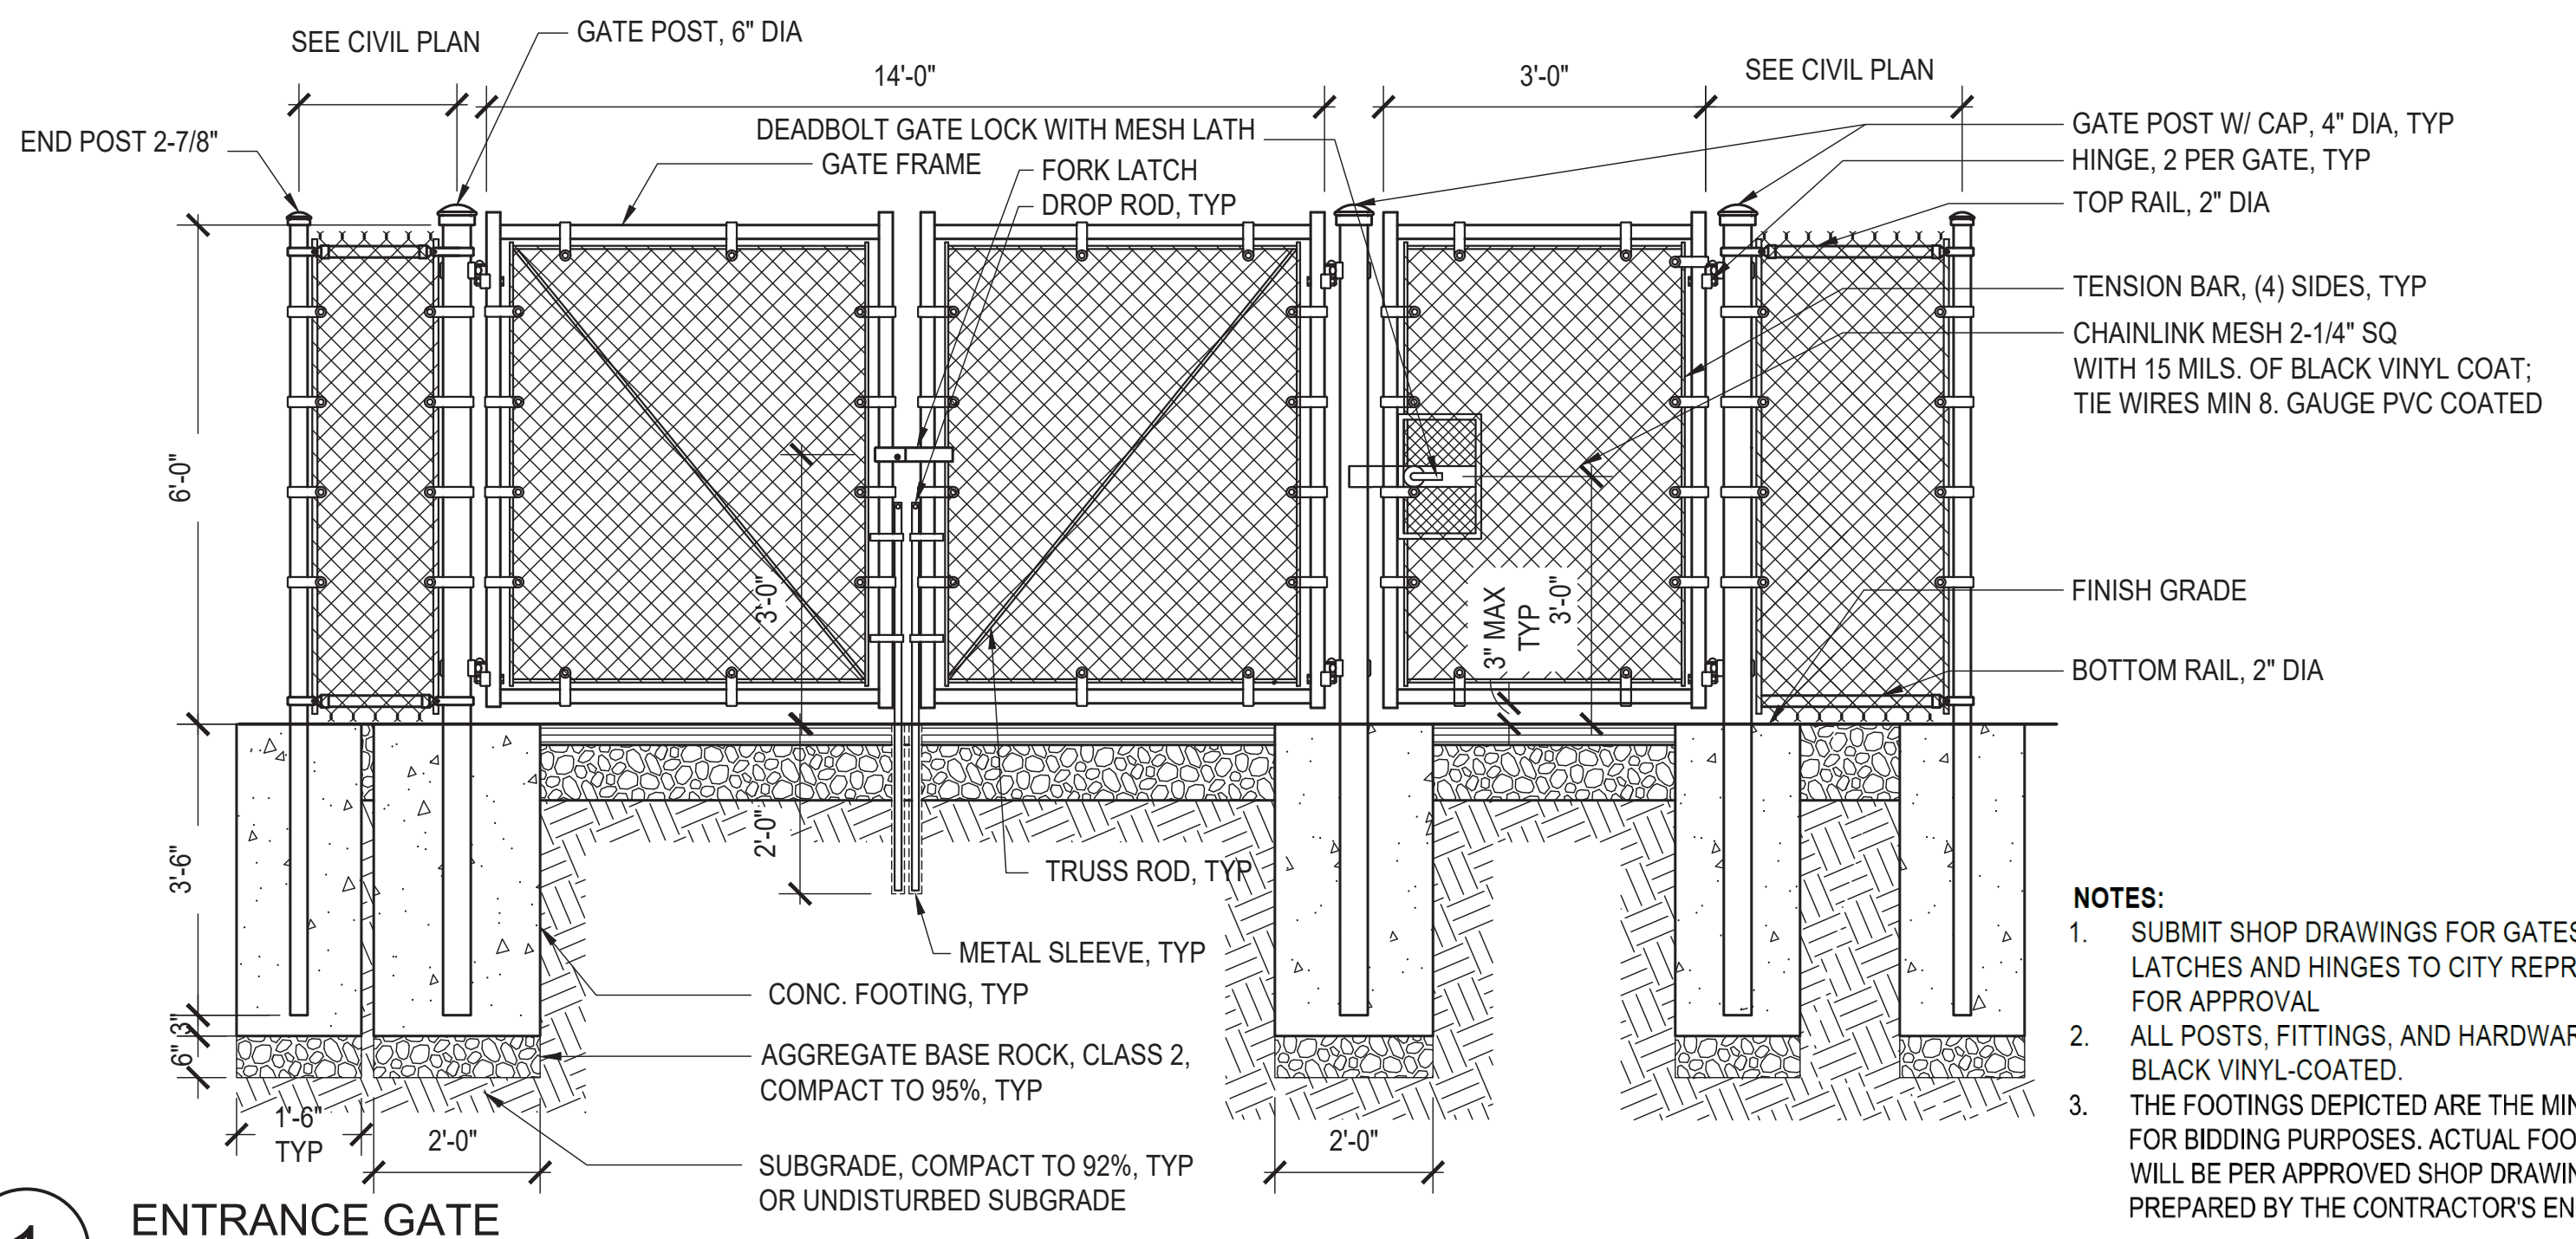 SEE CIVIL PLAN
GATE POST, 6" DIA
14'-0"
3'-0"
SEE CIVIL PLAN
END POST 2-7/8"
DEADBOLT GATE LOCK WITH MESH LATH
GATE FRAME
FORK LATCH
DROP ROD, TYP
GATE POST W/ CAP, 4" DIA, TYP
HINGE, 2 PER GATE, TYP
TOP RAIL, 2" DIA
TENSION BAR, (4) SIDES, TYP
CHAINLINK MESH 2-1/4" SQ
WITH 15 MILS. OF BLACK VINYL COAT;
TIE WIRES MIN 8. GAUGE PVC COATED
6'-0"
3'-0"
3" MAX
TYP
3'-0"
FINISH GRADE
BOTTOM RAIL, 2" DIA
3'-6"
2'-0"
TRUSS ROD, TYP
METAL SLEEVE, TYP
CONC. FOOTING, TYP
3"
6"
AGGREGATE BASE ROCK, CLASS 2,
COMPACT TO 95%, TYP
1'-6"
TYP
2'-0"
2'-0"
SUBGRADE, COMPACT TO 92%, TYP
OR UNDISTURBED SUBGRADE
NOTES:
1. SUBMIT SHOP DRAWINGS FOR GATES
LATCHES AND HINGES TO CITY REPR
FOR APPROVAL
2. ALL POSTS, FITTINGS, AND HARDWAR
BLACK VINYL-COATED.
3. THE FOOTINGS DEPICTED ARE THE MIN
FOR BIDDING PURPOSES. ACTUAL FOO
WILL BE PER APPROVED SHOP DRAWIN
PREPARED BY THE CONTRACTOR'S EN
1
ENTRANCE GATE